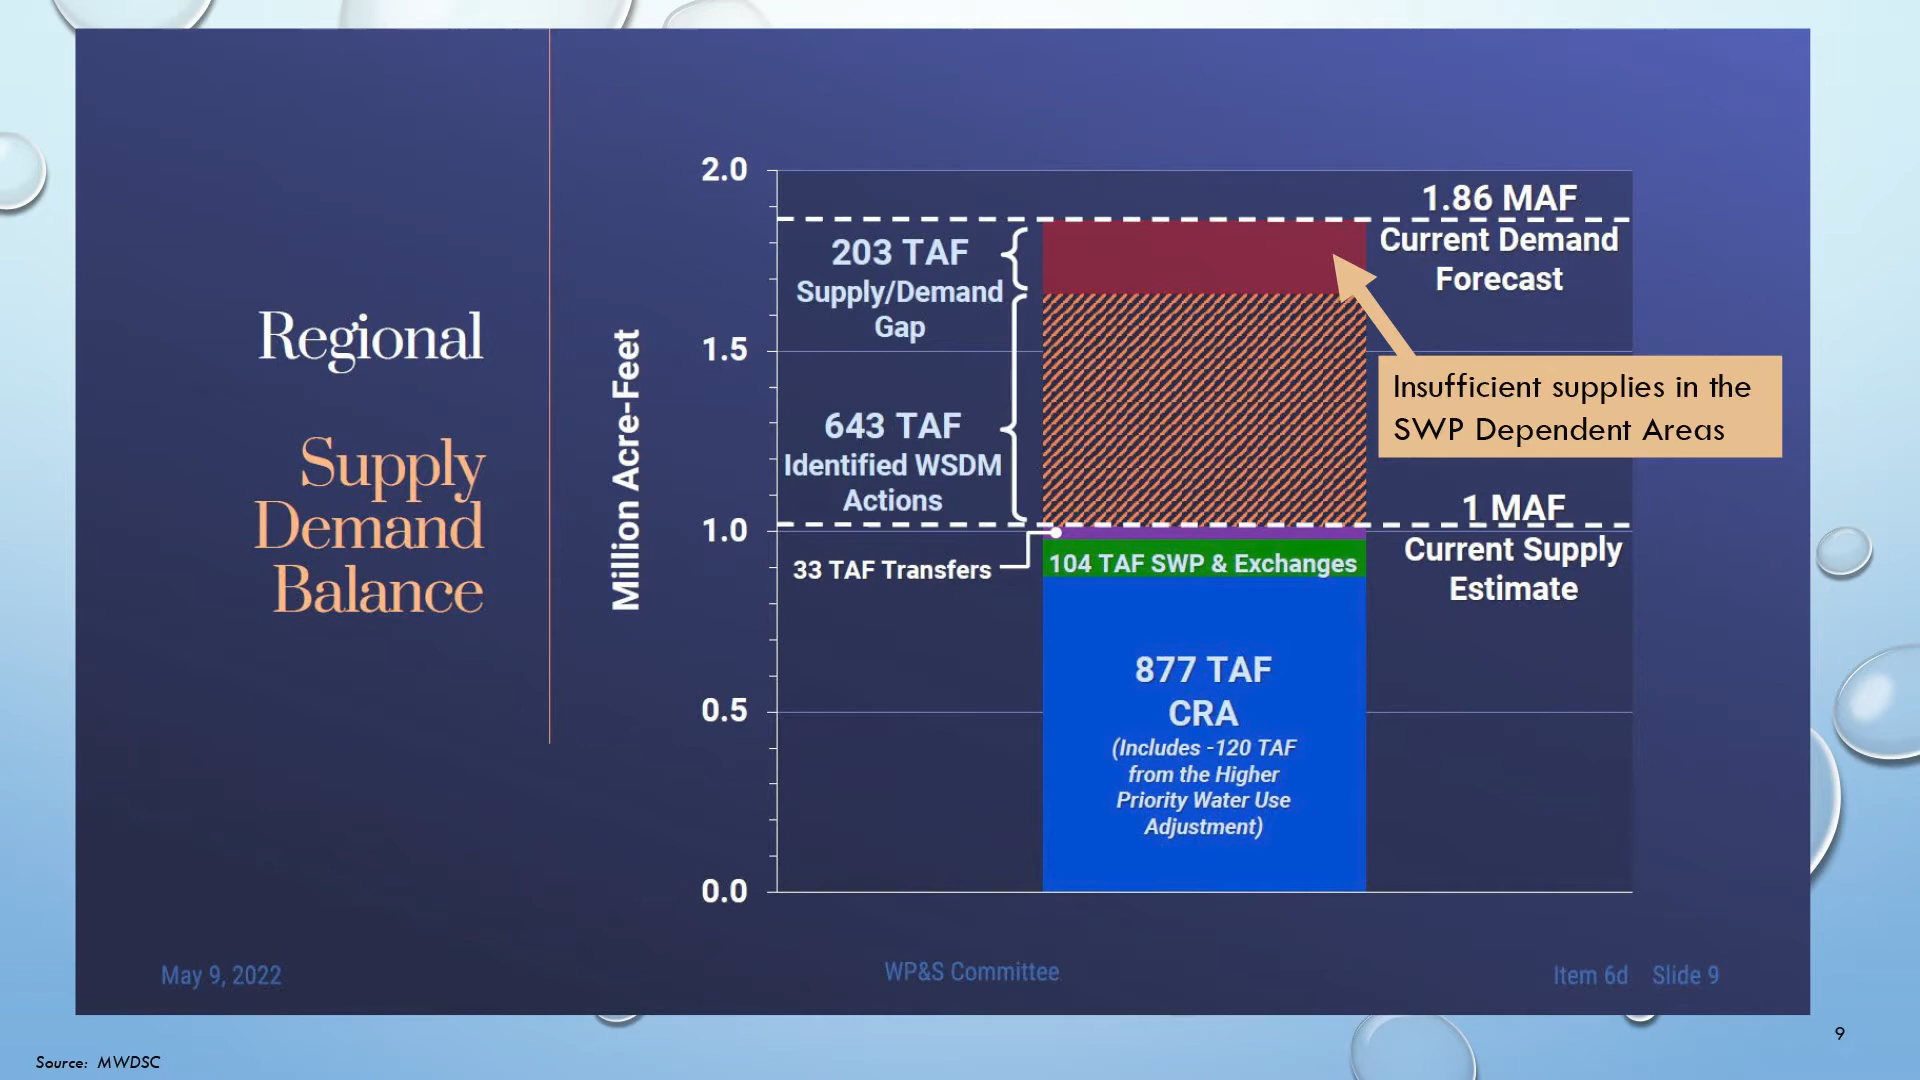 Regional
Supply
Demand
Balance
Million Acre-Feet
2.0
1.5
1.0
0.5
0.0
203 TAF
Supply/Demand
Gap
643 TAF
Identified WSDM
Actions
33 TAF Transfers
104 TAF SWP & Exchanges
877 TAF
CRA
(Includes -120 TAF
from the Higher
Priority Water Use
Adjustment)
1.86 MAF
Current Demand
Forecast
Insufficient supplies in the
SWP Dependent Areas
1 MAF
Current Supply
Estimate
May 9, 2022
WP&S Committee
Item 6d Slide 9
9
Source: MWDSC